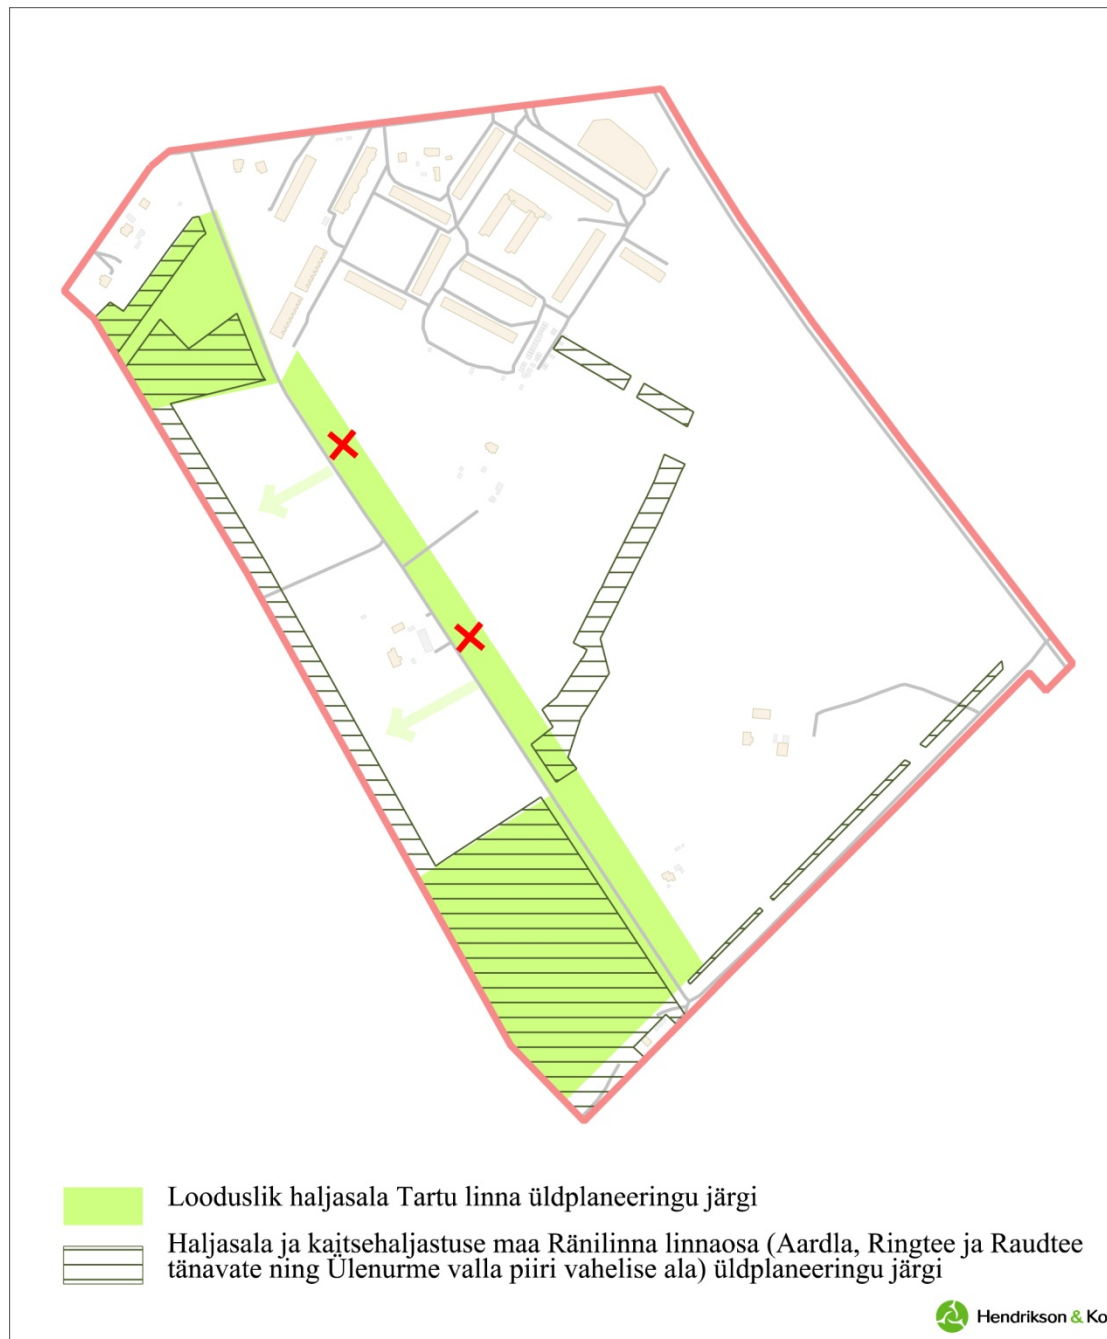 Looduslik haljasala Tartu linna üldplaneeringu järgi
Haljasala ja kaitsehaljastuse maa Ränilinna linnaosa (Aardla, Ringtee ja Raudtee
tänavate ning Ülenurme valla piiri vahelise ala) üldplaneeringu järgi
Hendrikson & Ko